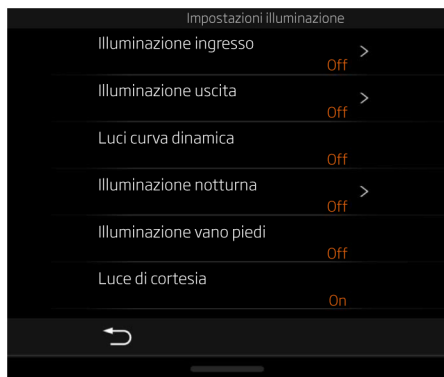 Impostazioni illuminazione
Illuminazione ingresso
Off
Illuminazione uscita
Off
Luci curva dinamica
Off
Illuminazione notturna
Off
Illuminazione vano piedi
Off
Luce di cortesia
On